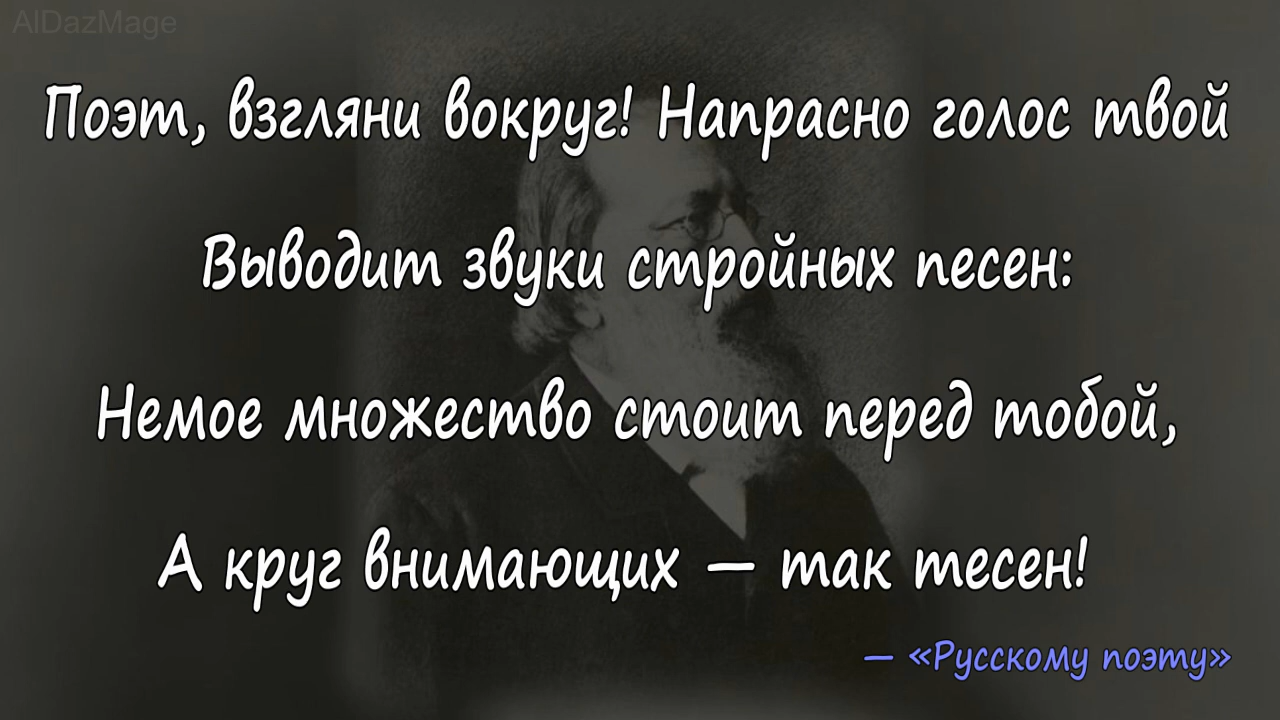 AlDazMage
Поэт, взгляни вокруг! Напрасно голос твой
Выводит звуки стройных песен:
Немое множество стоит перед тобой,
А круг внимающих — так тесен!
— «Русскому поэту»